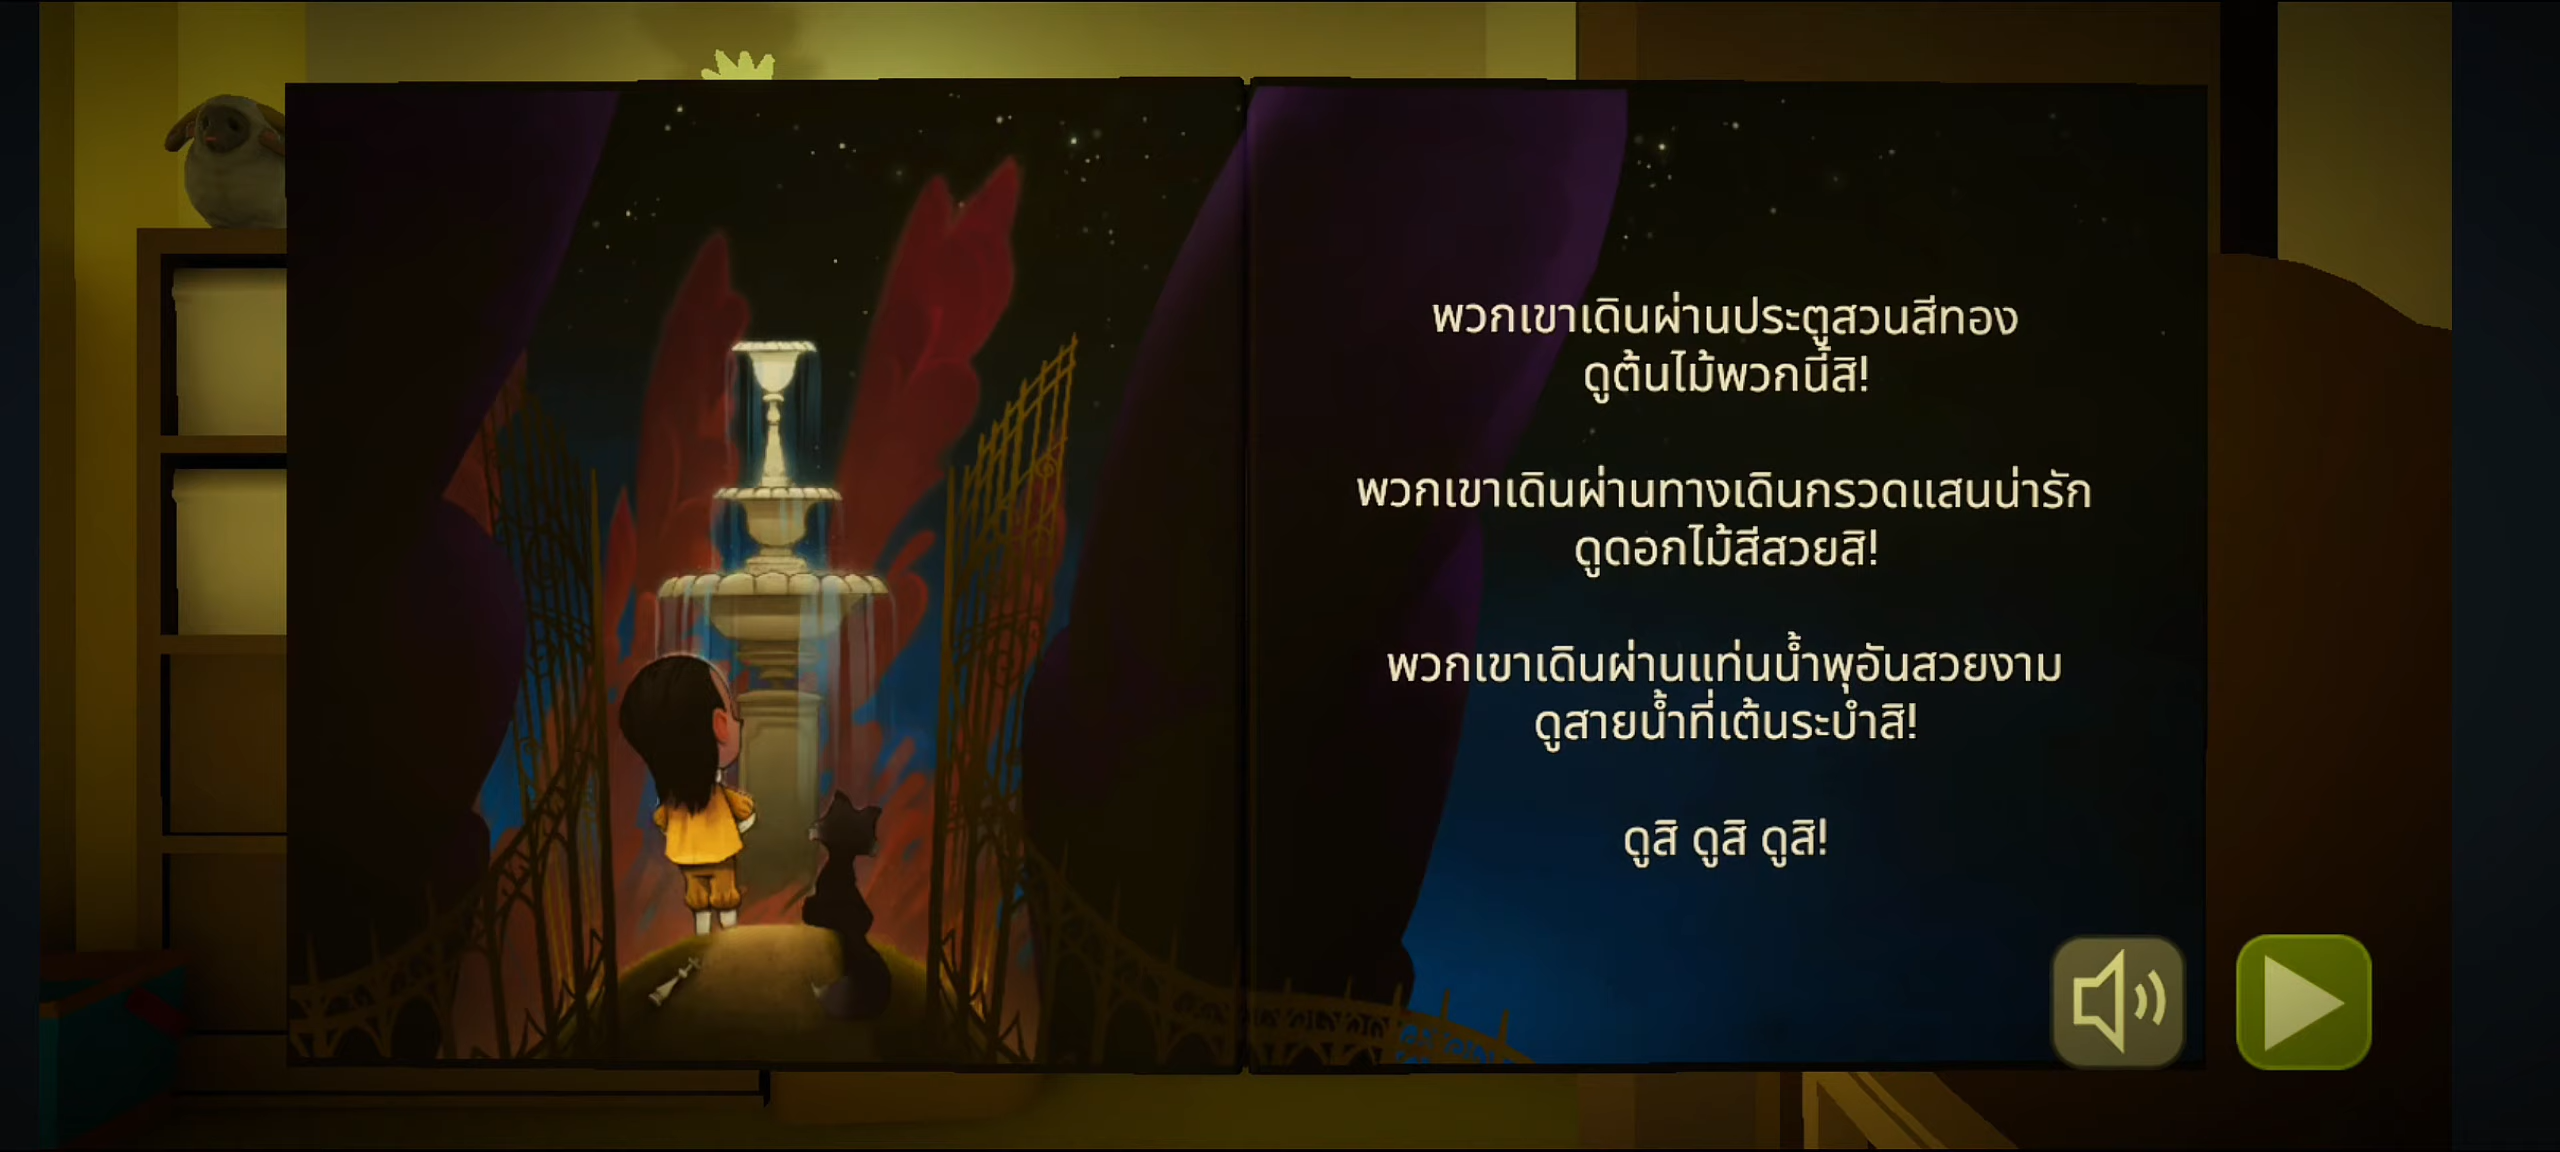 พวกเขาเดินผ่านประตูสวนสีทอง
ดูต้นไม้พวกนี้สิ!
พวกเขาเดินผ่านทางเดินกรวดแสนน่ารัก
ดูดอกไม้สีสวยสิ!
พวกเขาเดินผ่านแท่นน้ำพุอันสวยงาม
ดูสายน้ำที่เต้นระบำสิ!
ดูสิ ดูสิ ดูสิ!